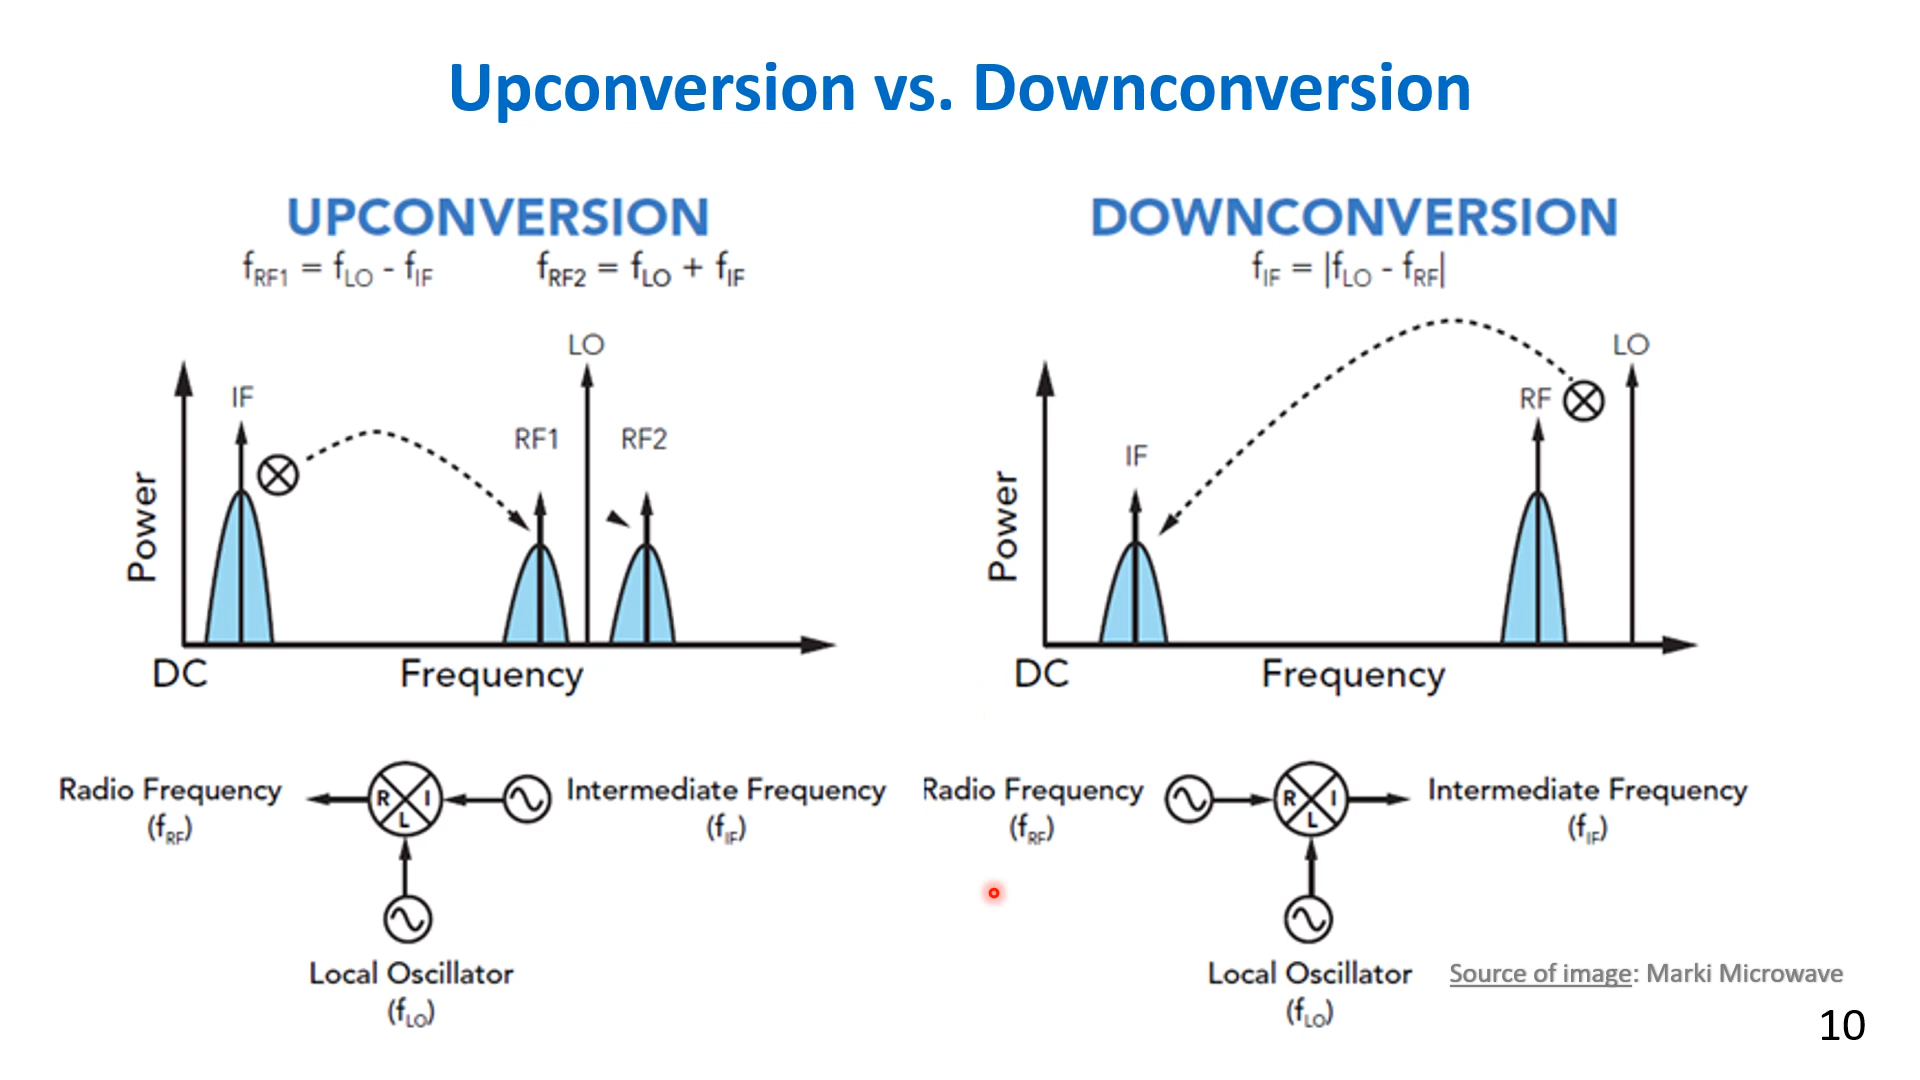 Upconversion vs. Downconversion
UPCONVERSION
fRF1 = fLO - fIF
fRF2 = fLO + fIF
LO
IF
RF1
RF2
Power
DC
Frequency
Radio Frequency
(fRF)
R
I
L
Intermediate Frequency
(fIF)
Local Oscillator
(fLO)
DOWNCONVERSION
fIF = |fLO - fRF|
LO
RF
IF
Power
DC
Frequency
Radio Frequency
(fRF)
R
I
L
Intermediate Frequency
(fIF)
Local Oscillator
(fLO)
Source of image: Marki Microwave
10